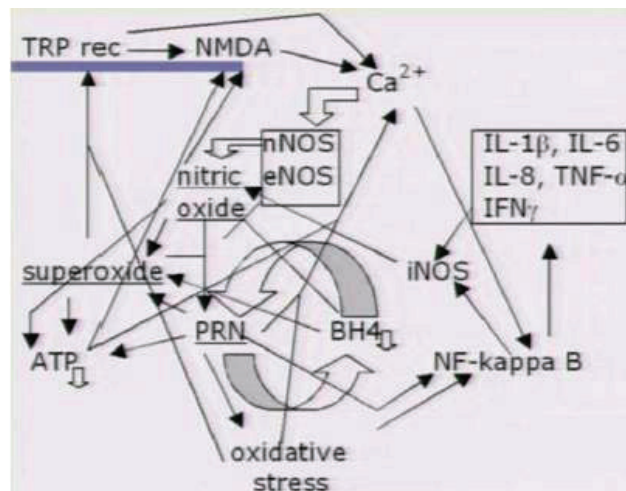 TRP rec NMDA
Ca2+
nNOS
eNOS
nitric
oxide
IL-1β, IL-6
IL-8, TNF-α
IFNγ
superoxide
iNOS
ATP
PRN
BH4
NF-kappa B
oxidative
stress